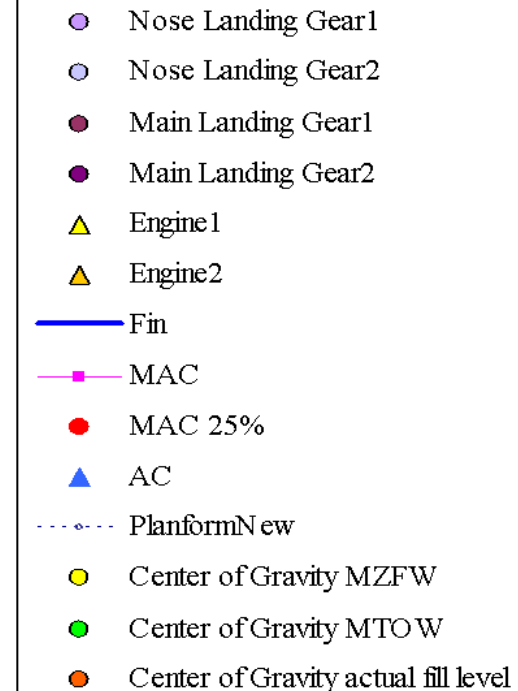 Nose Landing Gear1
Nose Landing Gear2
Main Landing Gear1
Main Landing Gear2
Engine1
Engine2
Fin
MAC
MAC 25%
AC
PlanformNew
Center of Gravity MZFW
Center of Gravity MTOW
Center of Gravity actual fill level